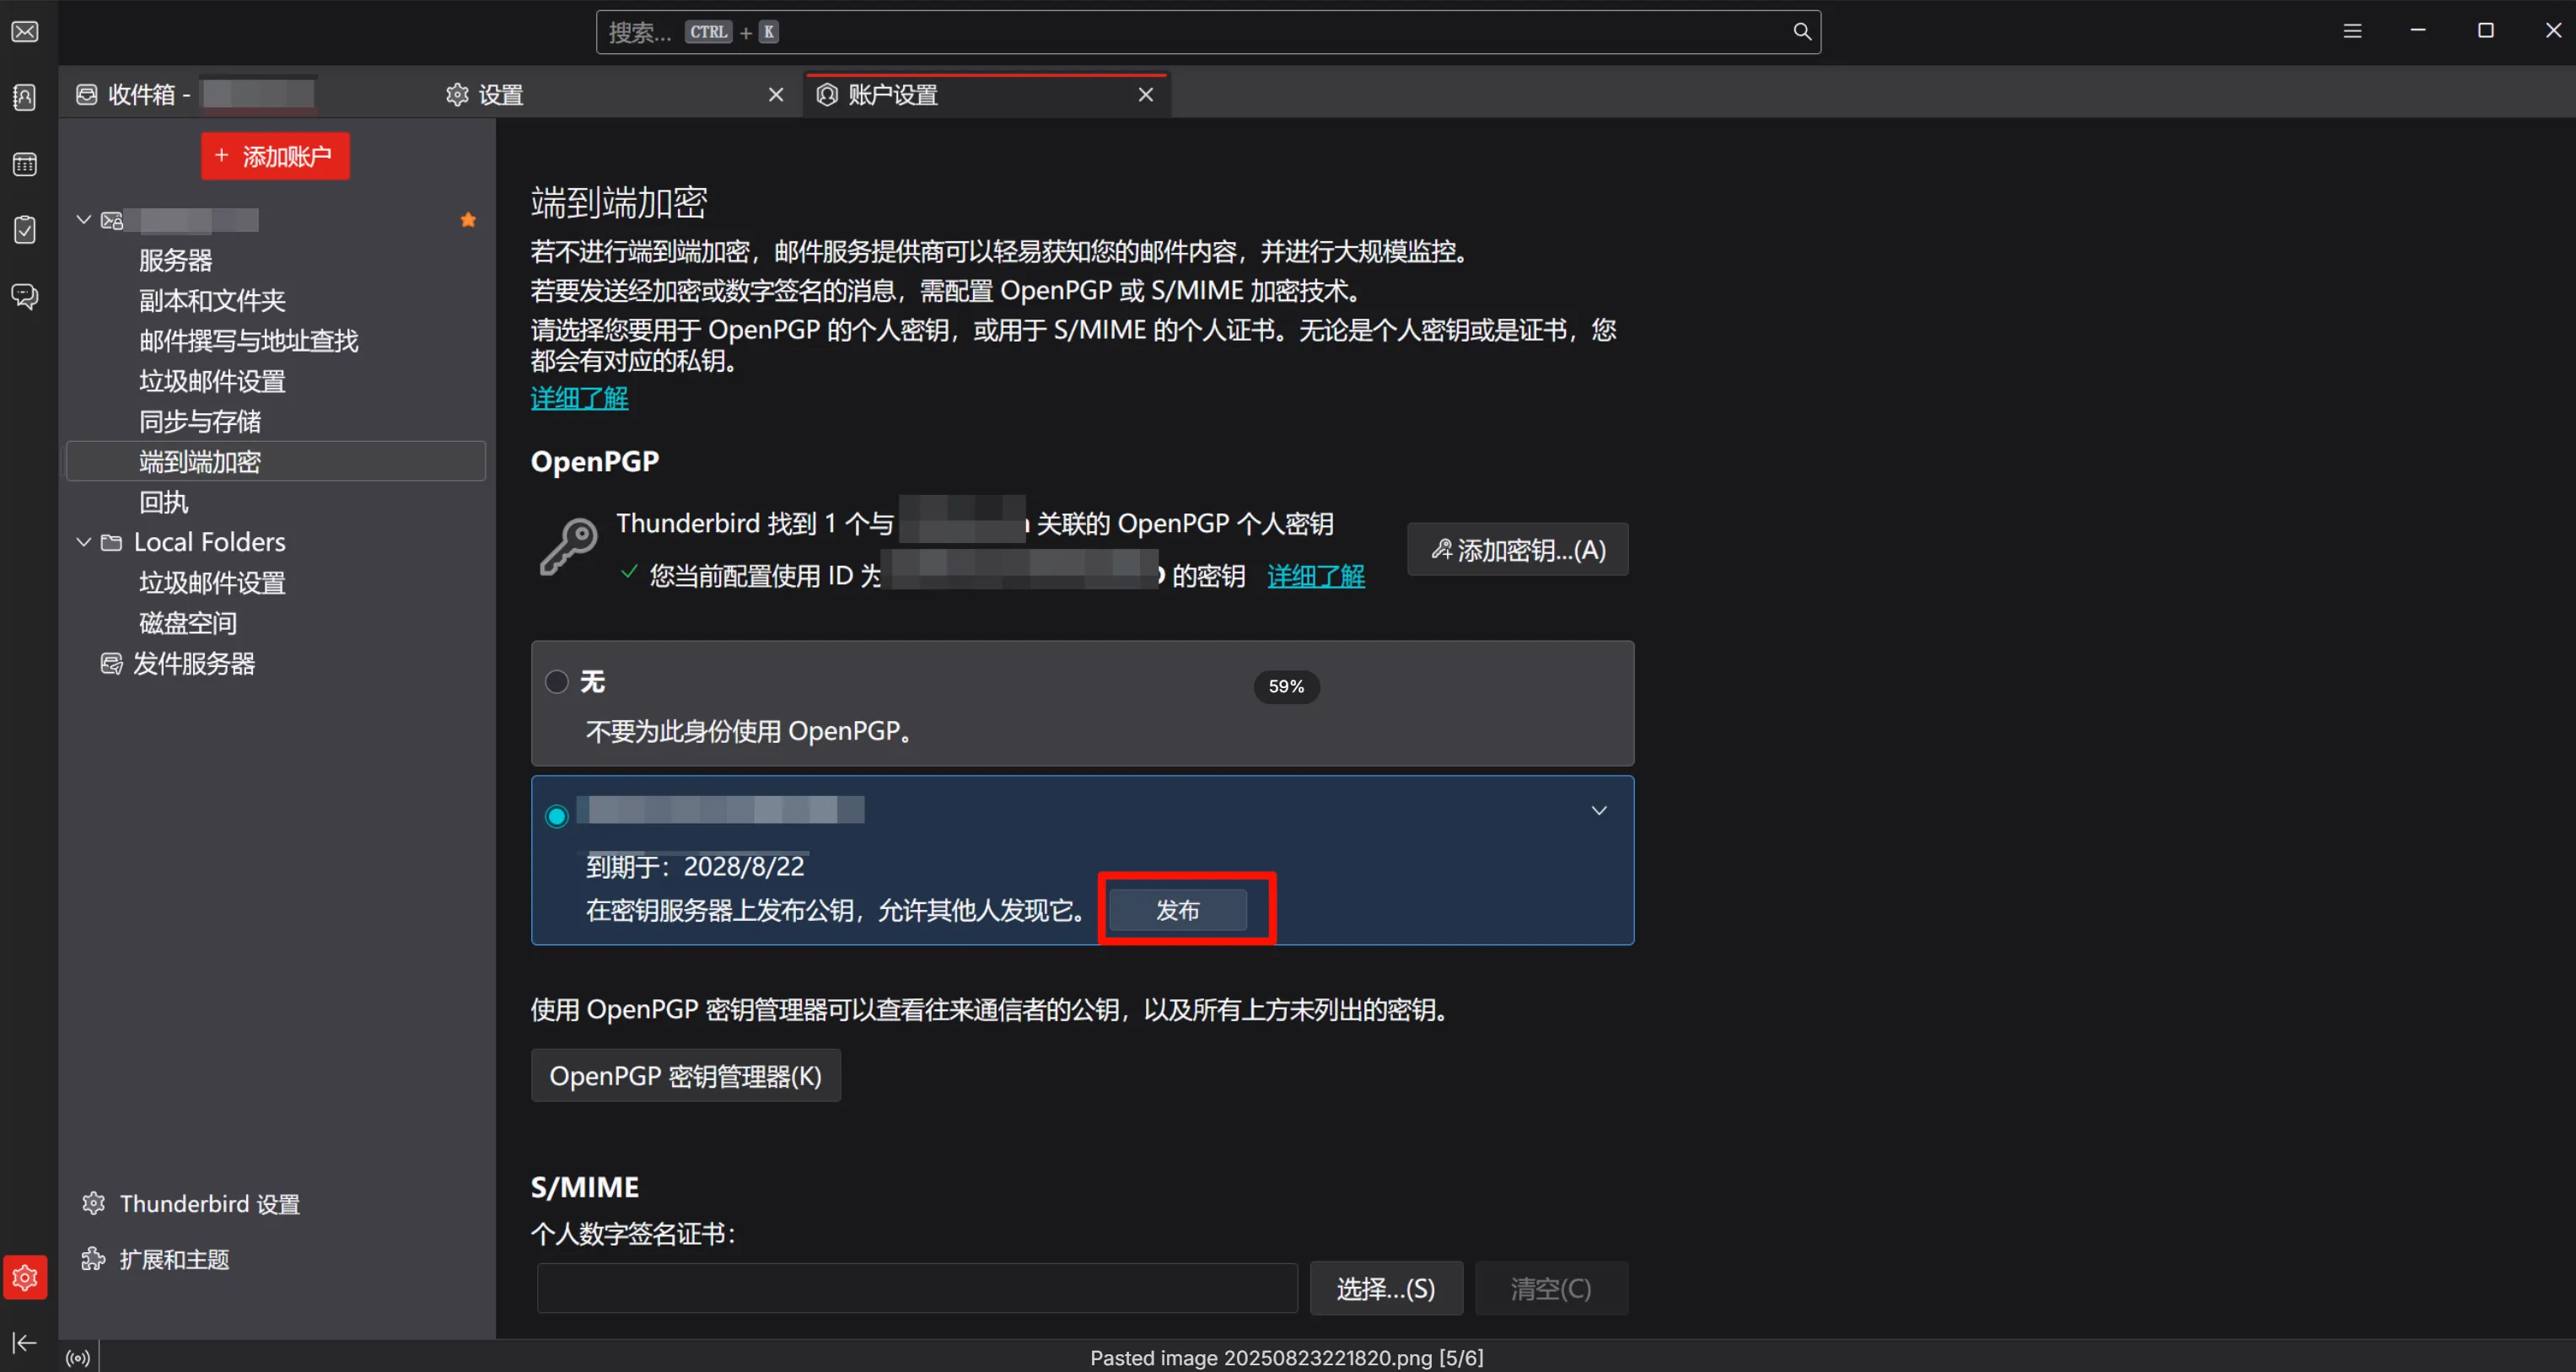 搜索... CTRL + K
收件箱 -
设置
账户设置
+ 添加账户
服务器
副本和文件夹
邮件撰写与地址查找
垃圾邮件设置
同步与存储
端到端加密
回执
Local Folders
垃圾邮件设置
磁盘空间
发件服务器
Thunderbird 设置
扩展和主题
端到端加密
若不进行端到端加密，邮件服务提供商可以轻易获知您的邮件内容，并进行大规模监控。
若要发送经加密或数字签名的消息，需配置 OpenPGP 或 S/MIME 加密技术。
请选择您要用于 OpenPGP 的个人密钥，或用于 S/MIME 的个人证书。无论是个人密钥或是证书，您
都会有对应的私钥。
详细了解
OpenPGP
Thunderbird 找到 1 个与 关联的 OpenPGP 个人密钥
您当前配置使用 ID 为 的密钥 详细了解
添加密钥...(A)
无
59%
不要为此身份使用 OpenPGP。
到期于：2028/8/22
在密钥服务器上发布公钥，允许其他人发现它。 发布
使用 OpenPGP 密钥管理器可以查看往来通信者的公钥，以及所有上方未列出的密钥。
OpenPGP 密钥管理器(K)
S/MIME
个人数字签名证书：
选择...(S)
清空(C)
Pasted image 20250823221820.png [5/6]